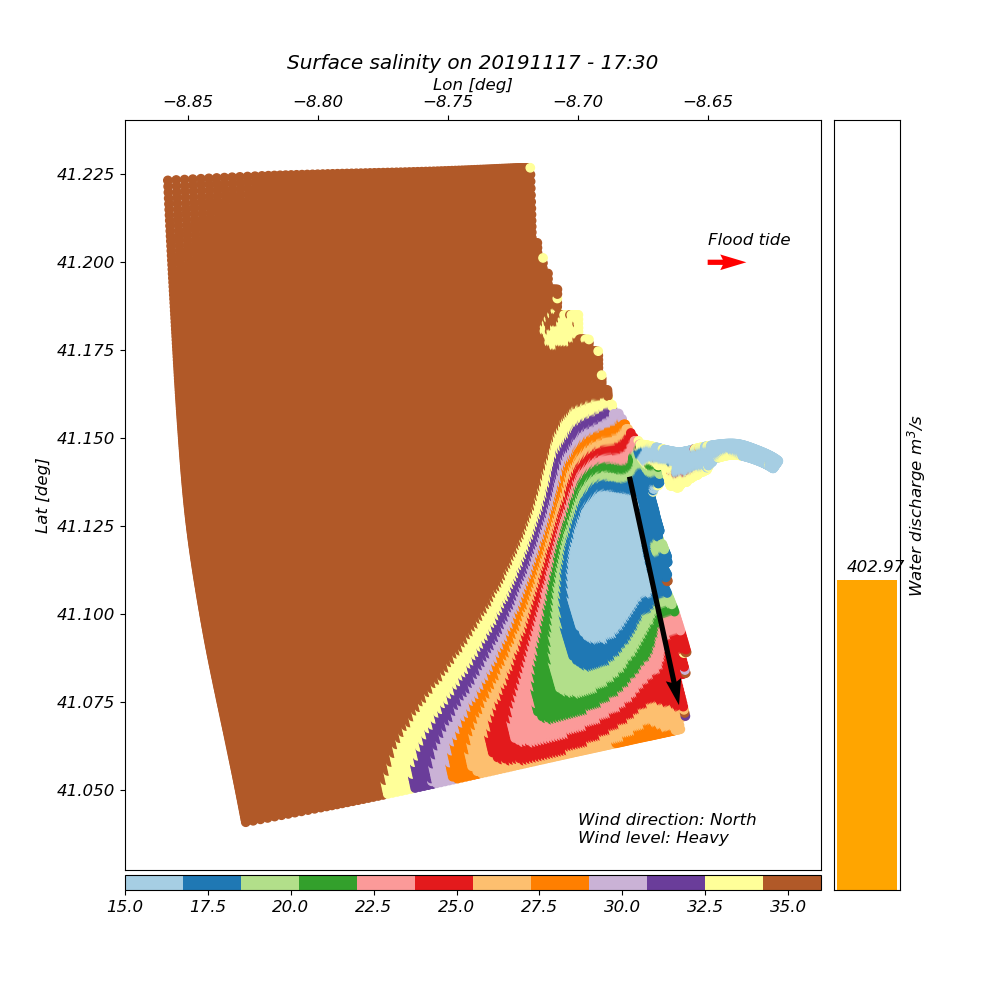 Surface salinity on 20191117 - 17:30
Lon [deg]
−8.85 −8.80 −8.75 −8.70 −8.65
41.225
41.200
41.175
41.150
41.125
41.100
41.075
41.050
Lat [deg]
Flood tide
Wind direction: North
Wind level: Heavy
15.0 17.5 20.0 22.5 25.0 27.5 30.0 32.5 35.0
402.97
Water discharge m³/s